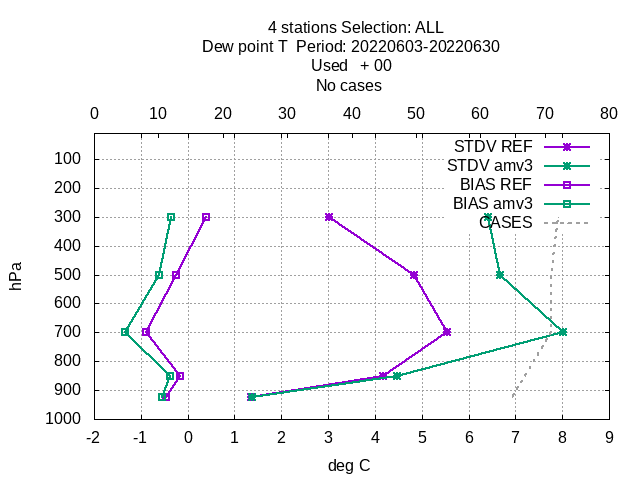 4 stations Selection: ALL
Dew point T  Period: 20220603-20220630
Used   + 00
No cases
0 10 20 24 30 40 50 60 70 80
STDV REF
STDV amv3
BIAS REF
BIAS amv3
CASES
100
200
300
400
500
600
700
800
900
1000
hPa
-2 -1 0 1 2 3 4 5 6 7 8 9
deg C